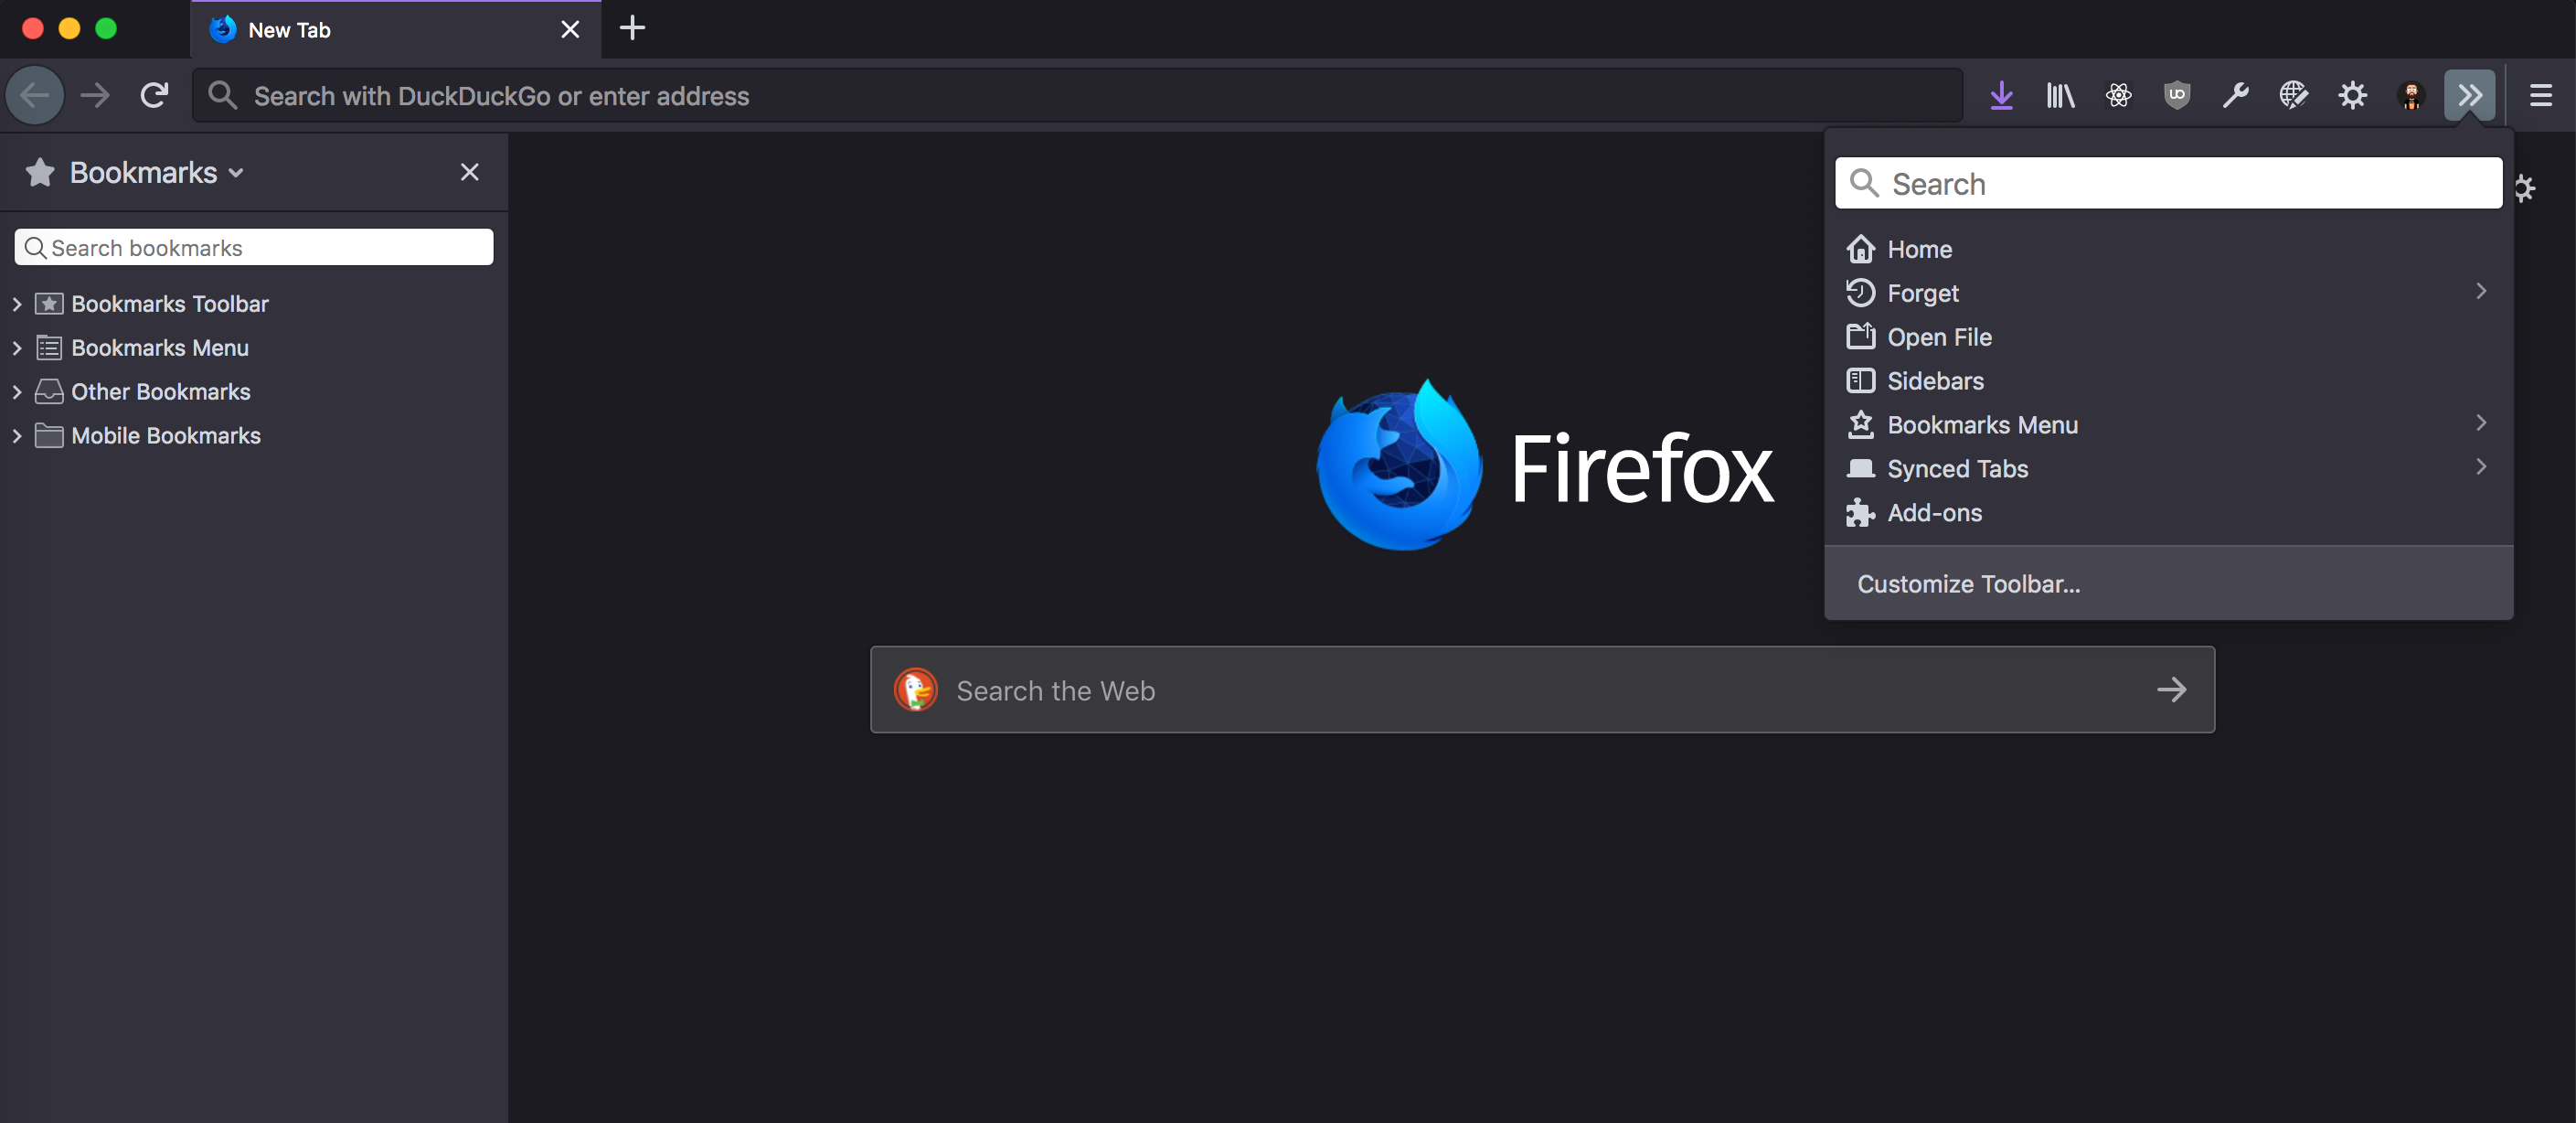 New Tab
Search with DuckDuckGo or enter address
UO
Bookmarks
Search bookmarks
Bookmarks Toolbar
Bookmarks Menu
Other Bookmarks
Mobile Bookmarks
Firefox
Search the Web
Search
Home
Forget
Open File
Sidebars
Bookmarks Menu
Synced Tabs
Add-ons
Customize Toolbar...